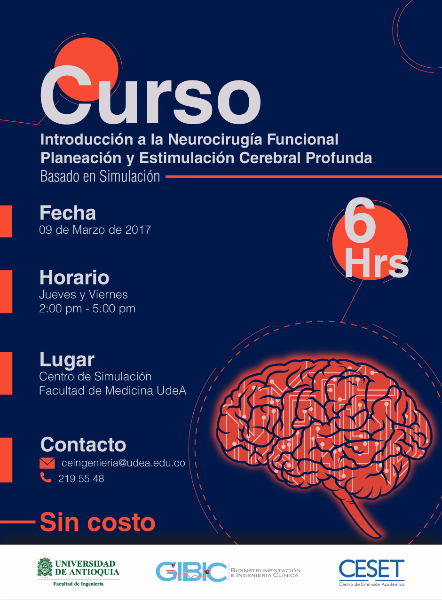 Curso
Introducción a la Neurocirugía Funcional
Planeación y Estimulación Cerebral Profunda
Basado en Simulación
Fecha
09 de Marzo de 2017
6
Hrs
Horario
Jueves y Viernes
2:00 pm - 5:00 pm
Lugar
Centro de Simulación
Facultad de Medicina UdeA
Contacto
ceingenieria@udea.edu.co
219 55 48
Sin costo
UNIVERSIDAD
DE ANTIOQUIA
Facultad de Ingeniería
GIBIC
BIOINSTRUMENTACIÓN
E INGENIERÍA CLÍNICA
CESET
Centro de Extensión Académica